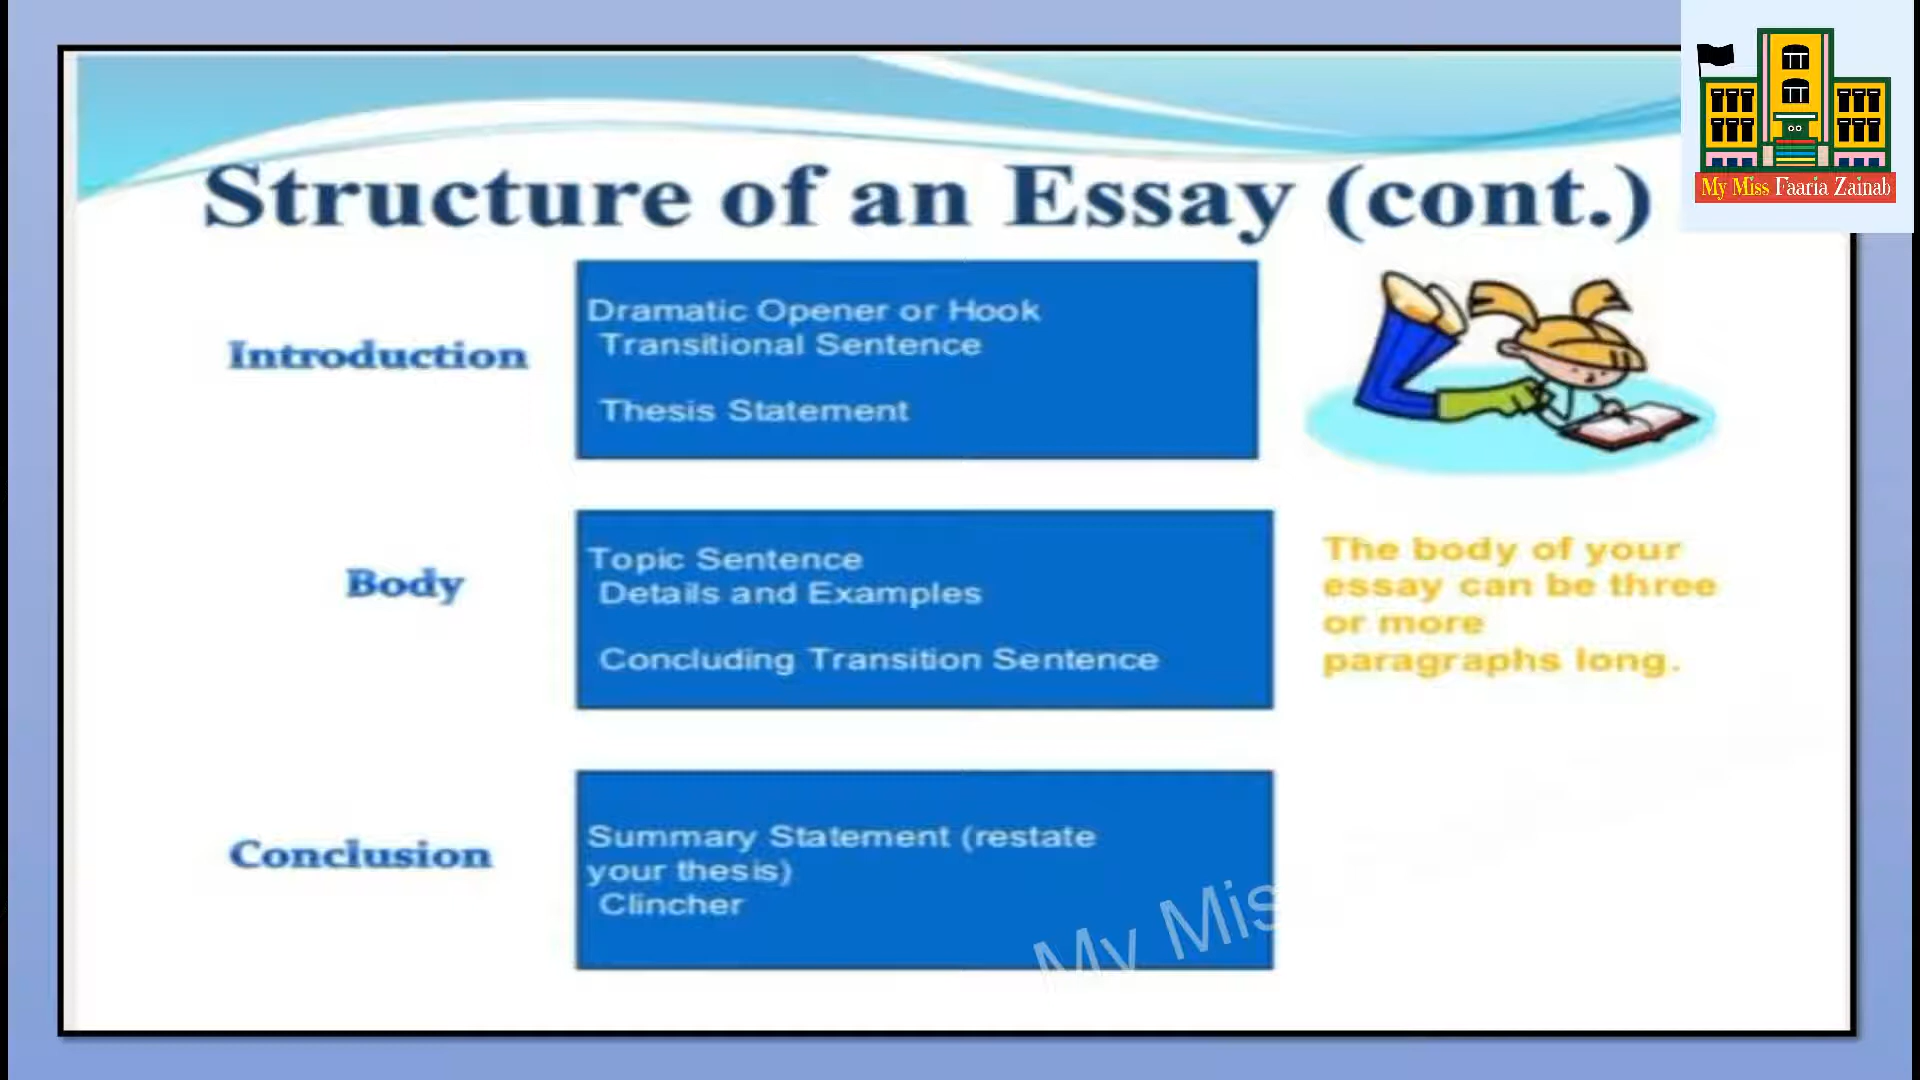 My Miss Faaria Zainab
Structure of an Essay (cont.)
Introduction
Dramatic Opener or Hook
Transitional Sentence
Thesis Statement
Body
Topic Sentence
Details and Examples
Concluding Transition Sentence
The body of your
essay can be three
or more
paragraphs long.
Conclusion
Summary Statement (restate
your thesis)
Clincher
My Mis